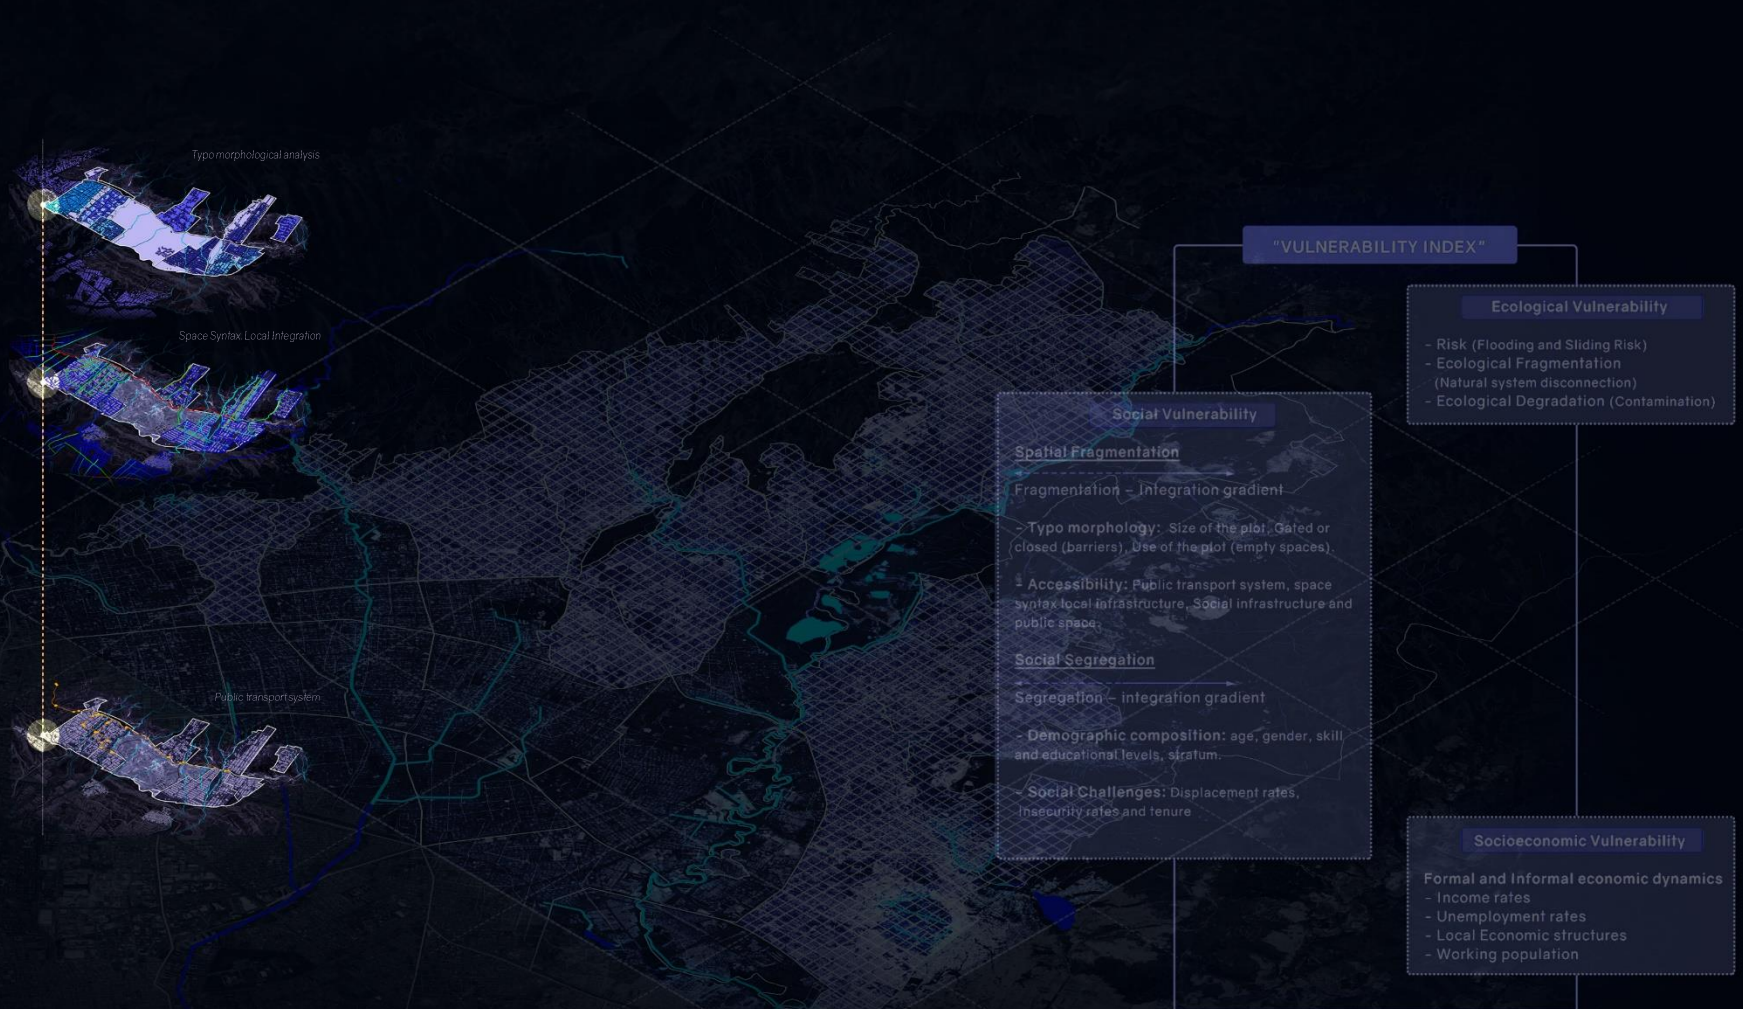 Typo morphological analysis
Space Syntax: Local Integration
Public transport system
"VULNERABILITY INDEX"
Social Vulnerability
Spatial Fragmentation
Fragmentation – Integration gradient
- Typo morphology: Size of the plot, Gated or
closed (barriers), Use of the plot (empty spaces).
- Accessibility: Public transport system, space
syntax local infrastructure, Social infrastructure and
public space.
Social Segregation
Segregation – integration gradient
- Demographic composition: age, gender, skill
and educational levels, stratum.
- Social Challenges: Displacement rates,
Insecurity rates and tenure
Ecological Vulnerability
- Risk (Flooding and Sliding Risk)
- Ecological Fragmentation
(Natural system disconnection)
- Ecological Degradation (Contamination)
Socioeconomic Vulnerability
Formal and Informal economic dynamics
- Income rates
- Unemployment rates
- Local Economic structures
- Working population